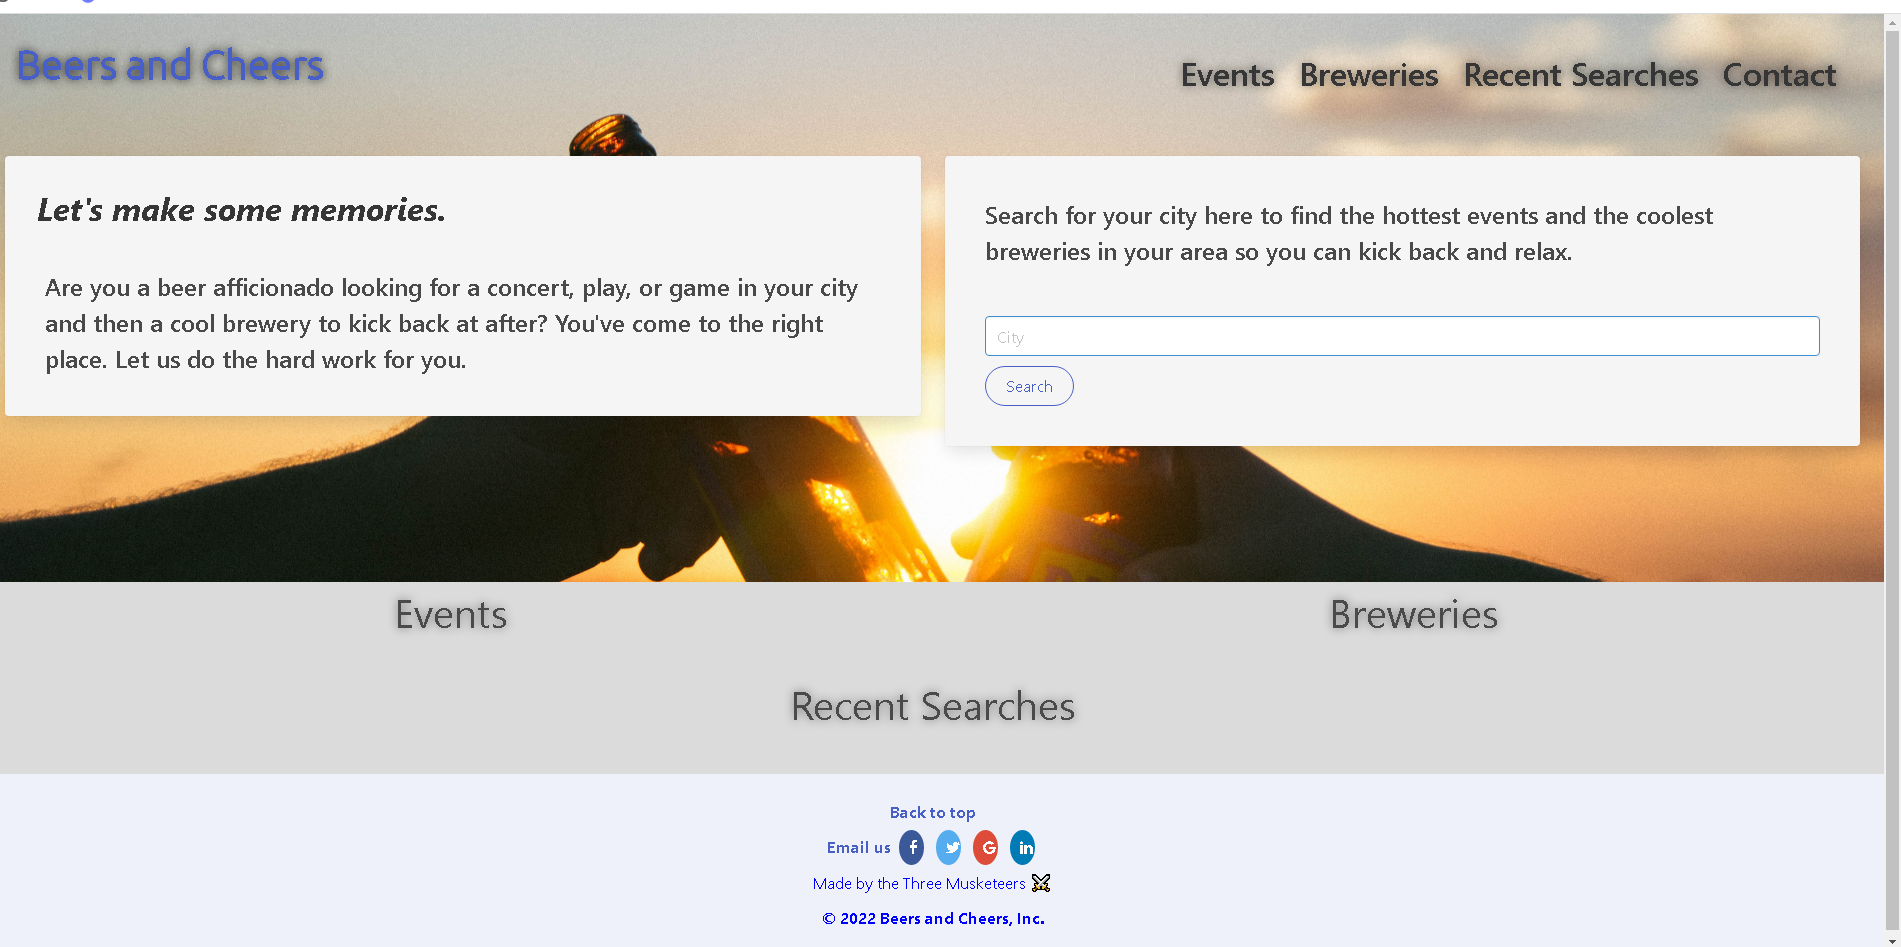 Beers and Cheers
Events Breweries Recent Searches Contact
Let's make some memories.
Are you a beer afficionado looking for a concert, play, or game in your city
and then a cool brewery to kick back at after? You've come to the right
place. Let us do the hard work for you.
Search for your city here to find the hottest events and the coolest
breweries in your area so you can kick back and relax.
City
Search
Events
Breweries
Recent Searches
Back to top
Email us
Made by the Three Musketeers
© 2022 Beers and Cheers, Inc.